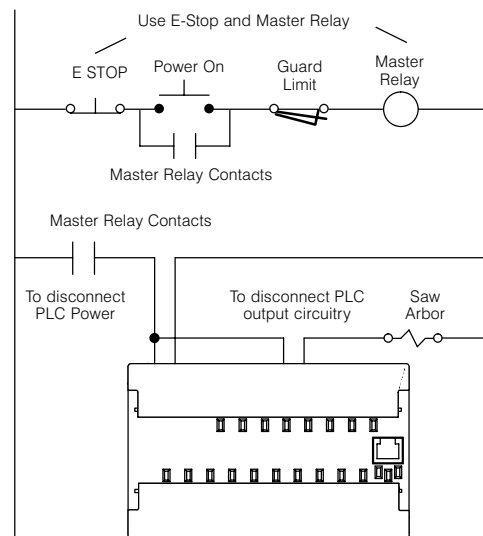 Use E-Stop and Master Relay
E STOP
Power On
Guard
Limit
Master
Relay
Master Relay Contacts
Master Relay Contacts
To disconnect
PLC Power
To disconnect PLC
output circuitry
Saw
Arbor